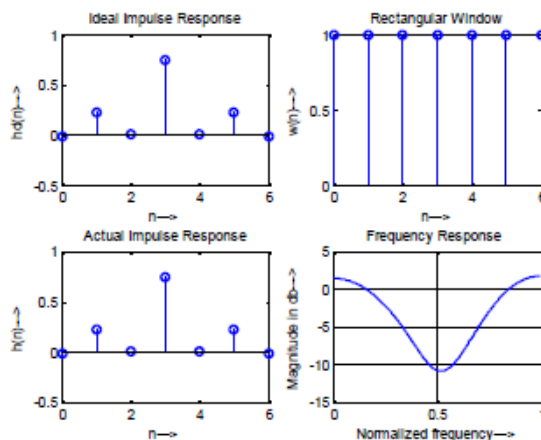 Ideal Impulse Response
1
0.5
0
-0.5
0 2 4 6
hd(n)--->
n--->
Rectangular Window
1
0.5
0
0 2 4 6
w(n)--->
n--->
Actual Impulse Response
1
0.5
0
-0.5
0 2 4 6
h(n)--->
n--->
Frequency Response
5
0
-5
-10
-15
0 0.5 1
Magnitude in db--->
Normalized frequency--->